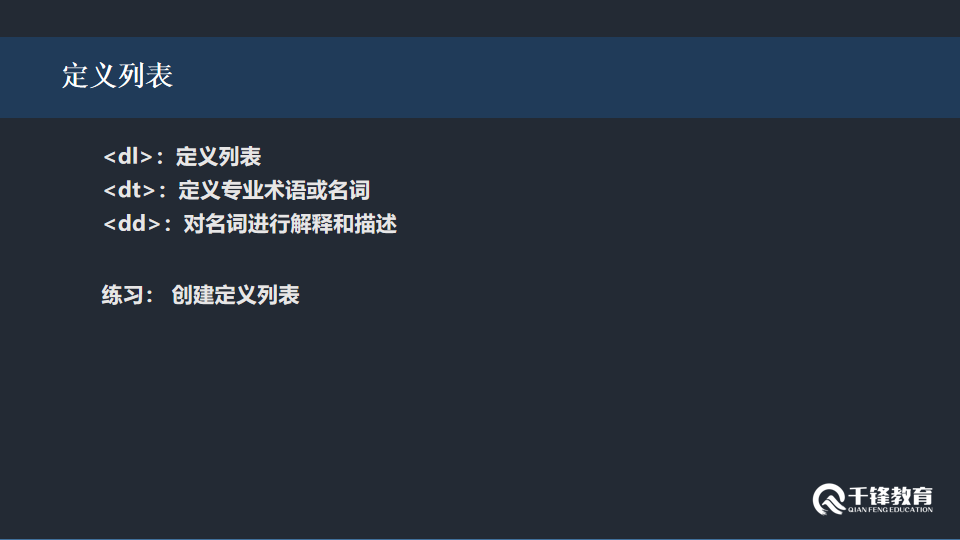 定义列表
<dl>：定义列表
<dt>：定义专业术语或名词
<dd>：对名词进行解释和描述
练习： 创建定义列表
千锋教育
QIAN FENG EDUCATION